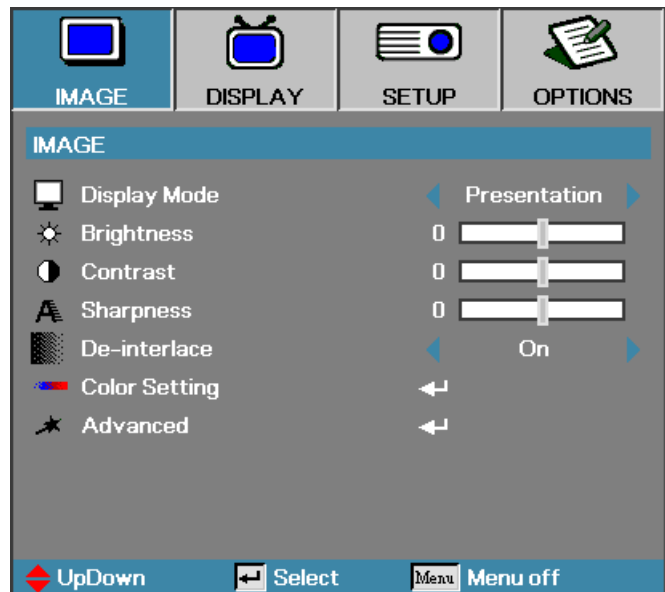 IMAGE DISPLAY SETUP OPTIONS
IMAGE
Display Mode Presentation
Brightness 0
Contrast 0
Sharpness 0
De-interlace On
Color Setting
Advanced
UpDown Select Menu Menu off